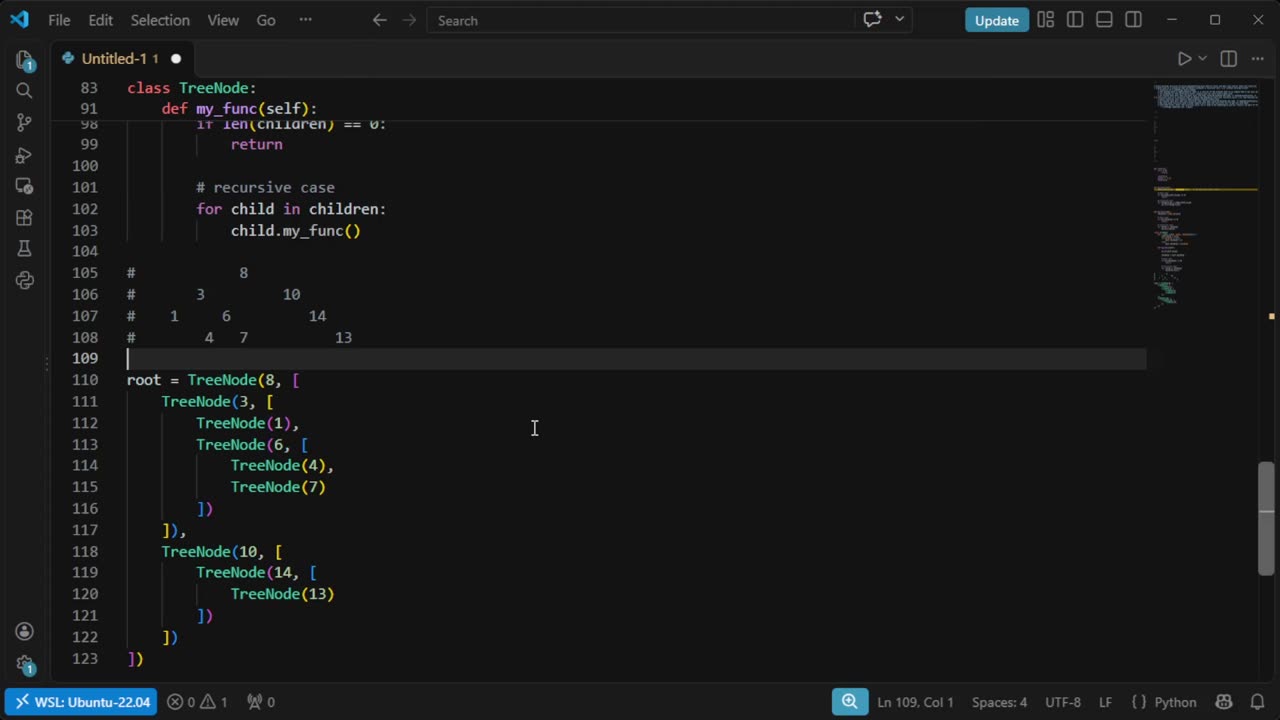 File Edit Selection View Go ··· Search Update
Untitled-1 1
83 class TreeNode:
91     def my_func(self):
98         if len(children) == 0:
99             return
100
101         # recursive case
102         for child in children:
103             child.my_func()
104
105 #            8
106 #       3         10
107 #    1     6         14
108 #        4   7          13
109
110 root = TreeNode(8, [
111     TreeNode(3, [
112         TreeNode(1),
113         TreeNode(6, [
114             TreeNode(4),
115             TreeNode(7)
116         ])
117     ]),
118     TreeNode(10, [
119         TreeNode(14, [
120             TreeNode(13)
121         ])
122     ])
123 ])
1
1
WSL: Ubuntu-22.04 0 1 0 Ln 109, Col 1 Spaces: 4 UTF-8 LF { } Python